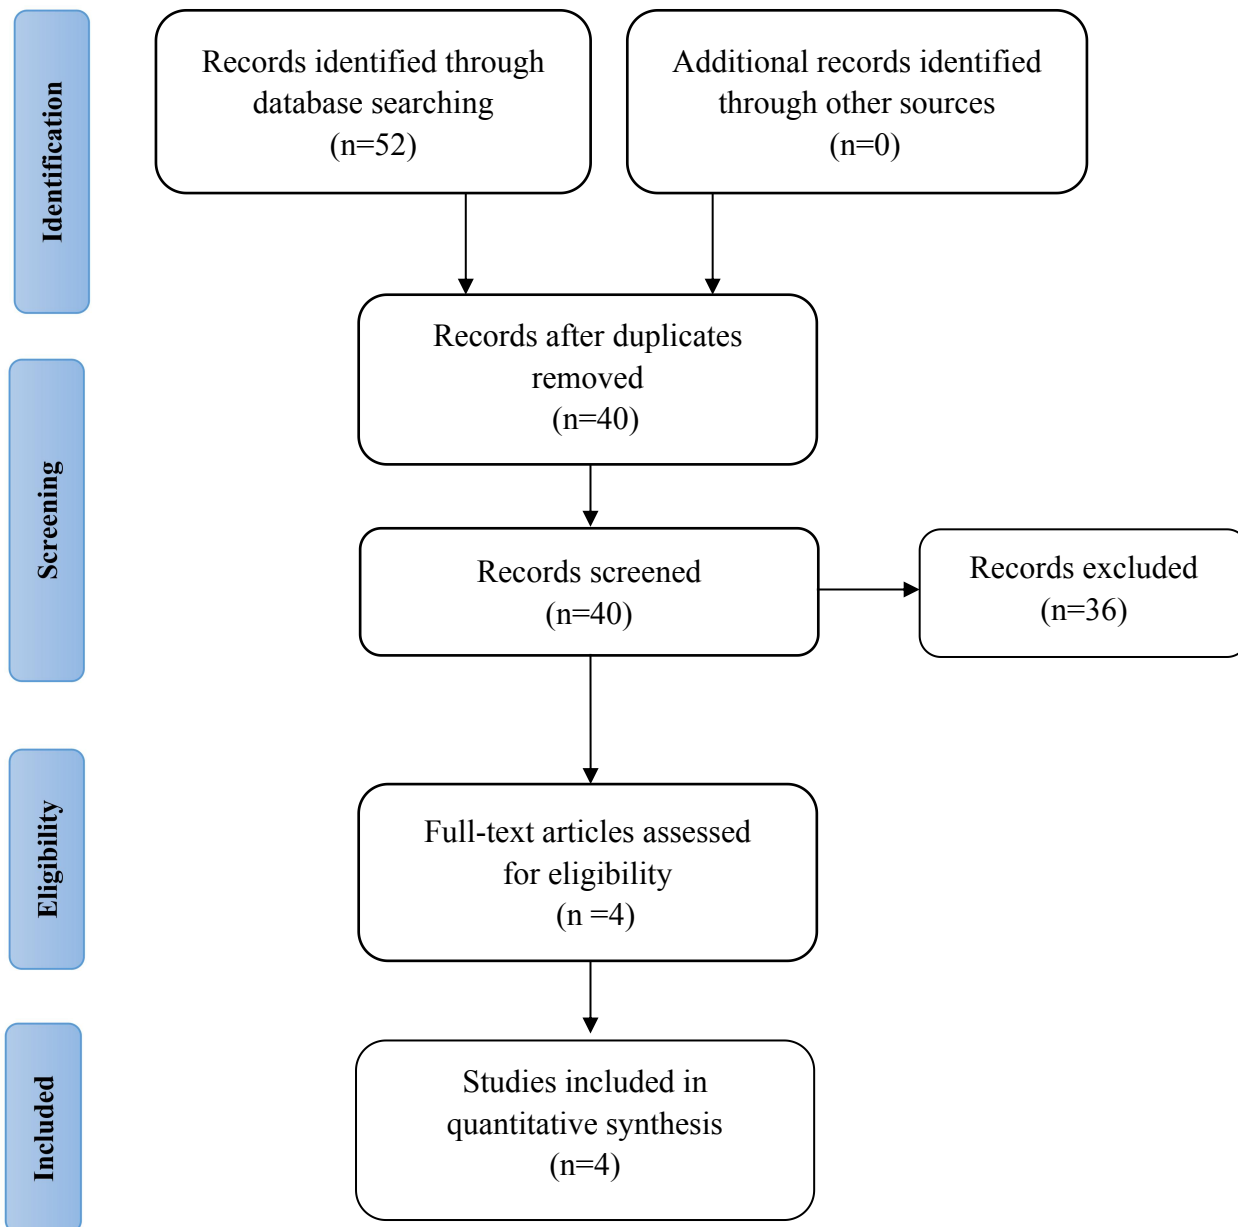 Identification
Records identified through
database searching
(n=52)
Additional records identified
through other sources
(n=0)
Records after duplicates
removed
(n=40)
Screening
Records screened
(n=40)
Records excluded
(n=36)
Eligibility
Full-text articles assessed
for eligibility
(n =4)
Included
Studies included in
quantitative synthesis
(n=4)